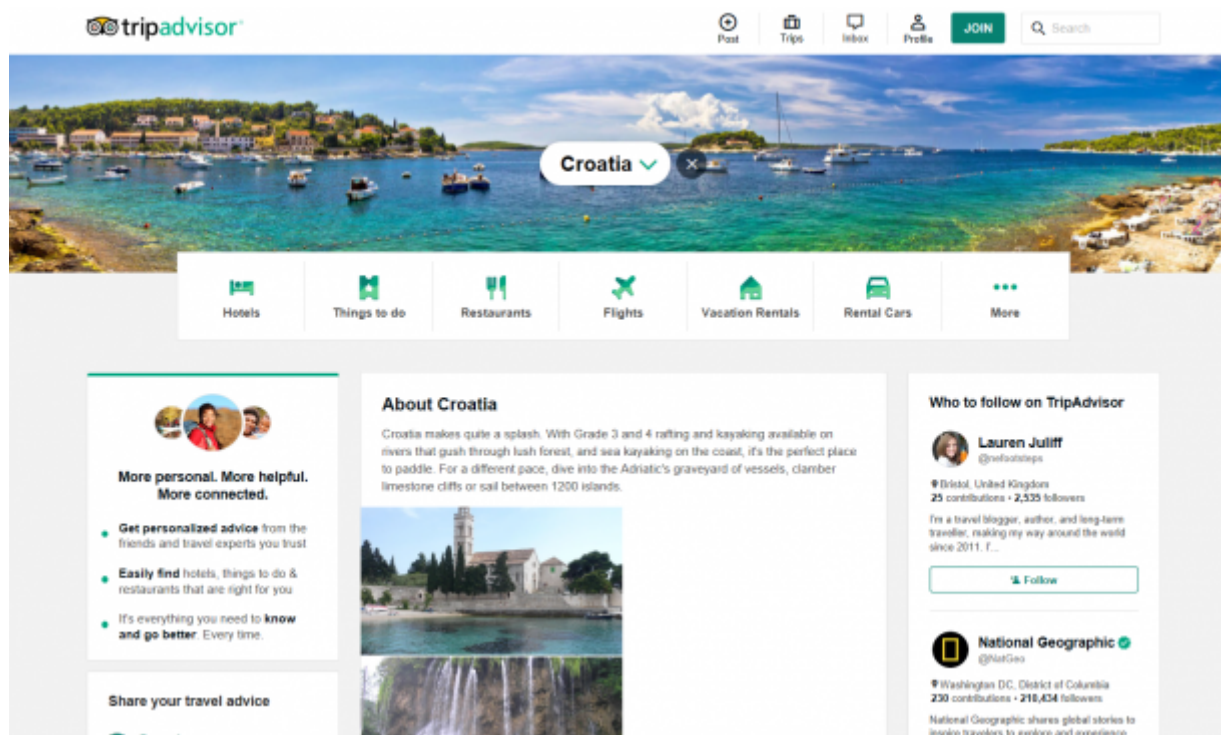 tripadvisor
Post
Trips
Inbox
Profile
JOIN
Search
Croatia
Hotels
Things to do
Restaurants
Flights
Vacation Rentals
Rental Cars
More
More personal. More helpful.
More connected.
Get personalized advice from the
friends and travel experts you trust
Easily find hotels, things to do &
restaurants that are right for you
It's everything you need to know
and go better. Every time.
Share your travel advice
About Croatia
Croatia makes quite a splash. With Grade 3 and 4 rafting and kayaking available on
rivers that gush through lush forest, and sea kayaking on the coast, it's the perfect place
to paddle. For a different pace, dive into the Adriatic's graveyard of vessels, clamber
limestone cliffs or sail between 1200 islands.
Who to follow on TripAdvisor
Lauren Juliff
@nefootsteps
Bristol, United Kingdom
25 contributions • 2,535 followers
I'm a travel blogger, author, and long-term
traveller, making my way around the world
since 2011. I'...
Follow
National Geographic
@NatGeo
Washington DC, District of Columbia
230 contributions • 210,434 followers
National Geographic shares global stories to
inspire travelers to explore and experience